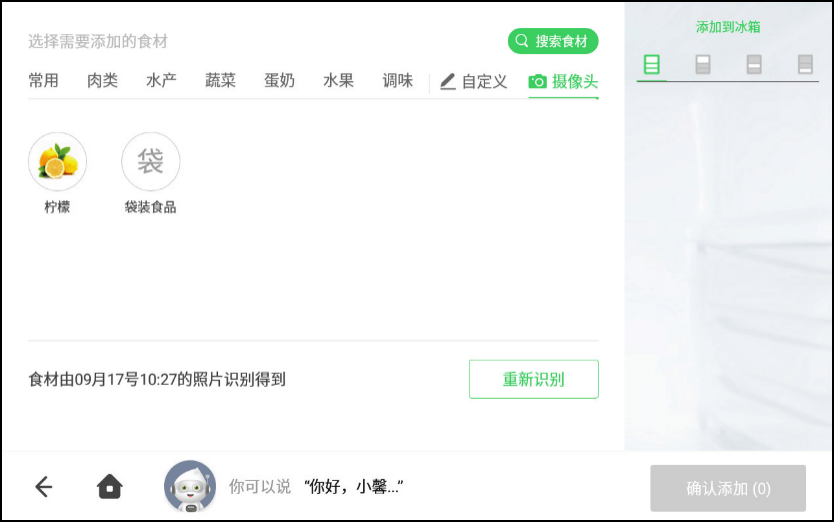 选择需要添加的食材
搜索食材
添加到冰箱
常用 肉类 水产 蔬菜 蛋奶 水果 调味 自定义 摄像头
袋
柠檬 袋装食品
食材由09月17号10:27的照片识别得到
重新识别
你可以说 “你好，小馨...”
确认添加 (0)